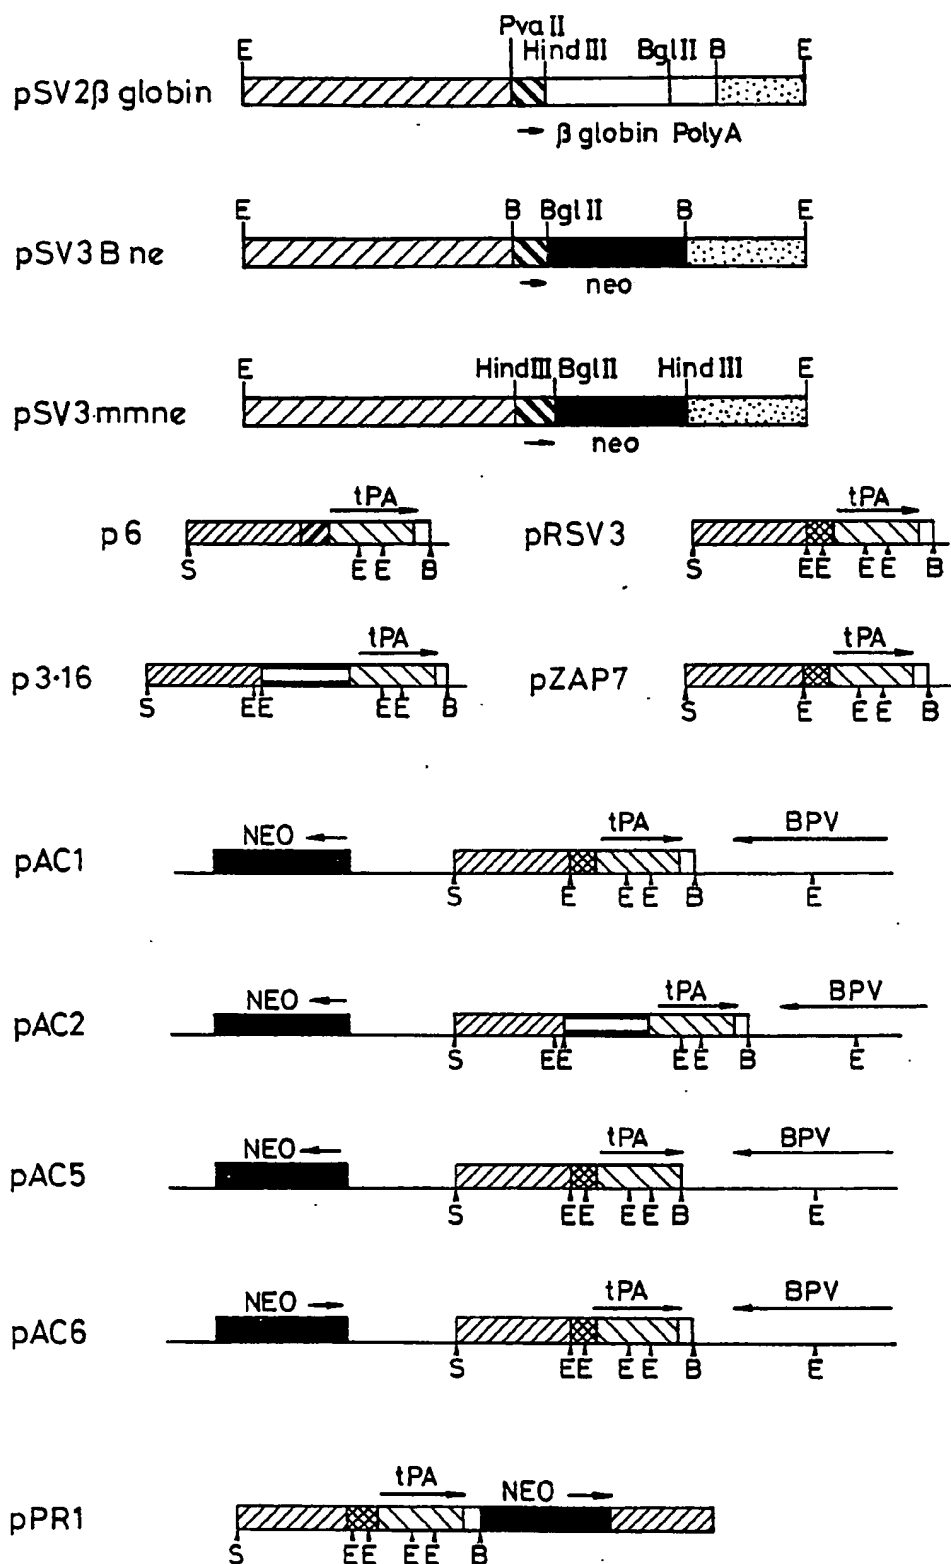 Pva II
E Hind III Bgl II B E
pSV2β globin
β globin PolyA
E B Bgl II B E
pSV3 B ne
neo
E Hind III Bgl II Hind III E
pSV3·mmne
neo
tPA tPA
p6 pRSV3
S E E B S E E E E B
tPA tPA
p3·16 pZAP7
S E E E E B S E E E B
NEO tPA BPV
pAC1
S E E E B E
NEO tPA BPV
pAC2
S E E E E B E
NEO tPA BPV
pAC5
S E E E E B E
NEO tPA BPV
pAC6
S E E E E B E
tPA NEO
pPR1
S E E E E B